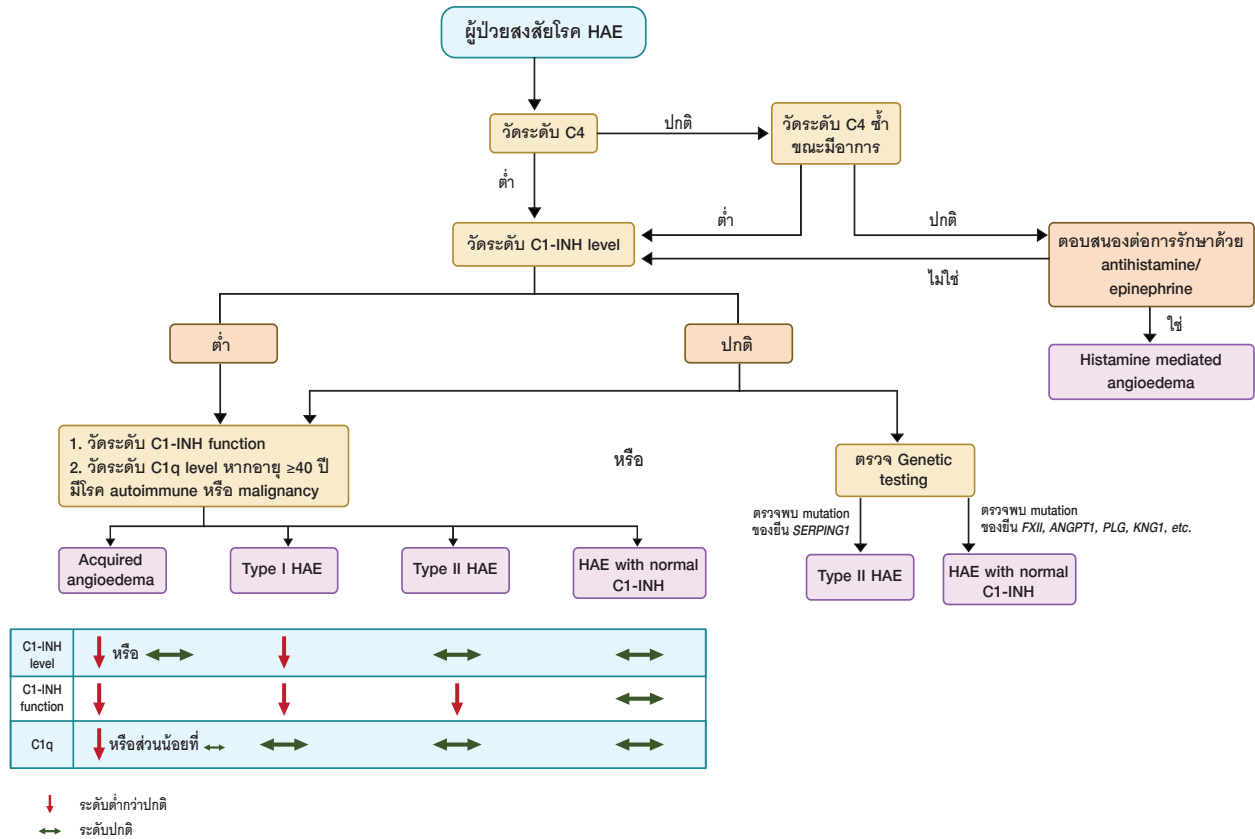 ผู้ป่วยสงสัยโรค HAE
วัดระดับ C4
ปกติ
วัดระดับ C4 ซ้ำ
ขณะมีอาการ
ต่ำ
ต่ำ
ปกติ
วัดระดับ C1-INH level
ไม่ใช่
ตอบสนองต่อการรักษาด้วย
antihistamine/
epinephrine
ใช่
Histamine mediated
angioedema
ต่ำ
ปกติ
1. วัดระดับ C1-INH function
2. วัดระดับ C1q level หากอายุ ≥40 ปี
มีโรค autoimmune หรือ malignancy
หรือ
ตรวจ Genetic
testing
ตรวจพบ mutation
ของยีน SERPING1
ตรวจพบ mutation
ของยีน FXII, ANGPT1, PLG, KNG1, etc.
Acquired
angioedema
Type I HAE
Type II HAE
HAE with normal
C1-INH
Type II HAE
HAE with normal
C1-INH
C1-INH
level
↓ หรือ ↔ ↓ ↔ ↔
C1-INH
function
↓ ↓ ↓ ↔
C1q
↓ หรือส่วนน้อยที่ ↔ ↔ ↔ ↔
↓ ระดับต่ำกว่าปกติ
↔ ระดับปกติ